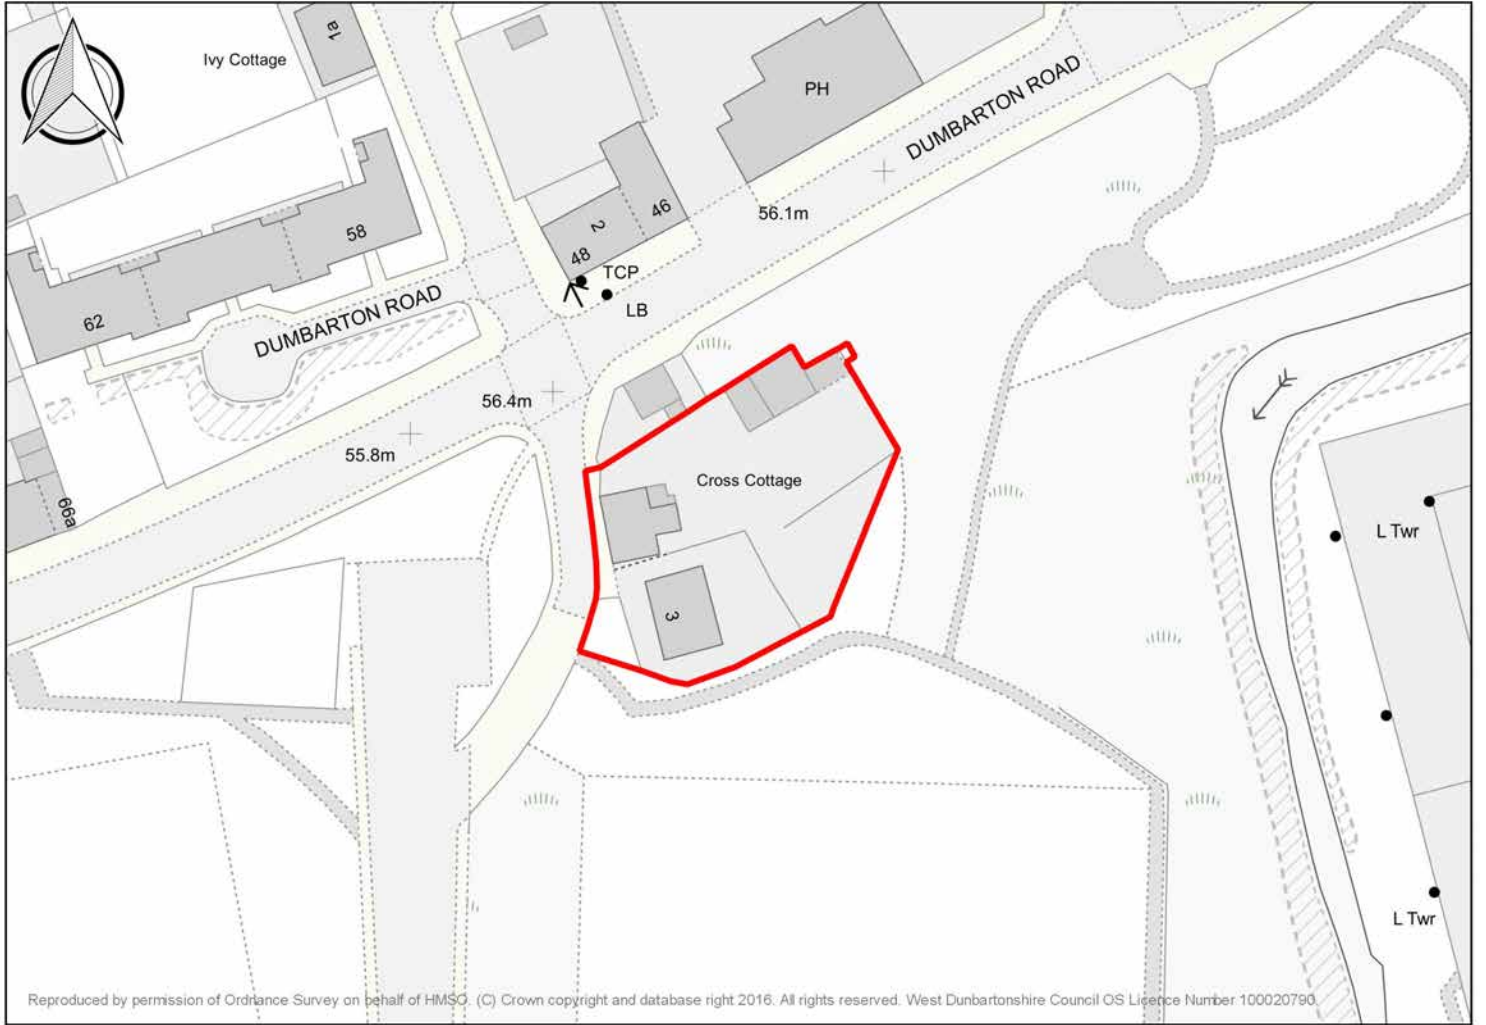 1a
Ivy Cottage
PH
DUMBARTON ROAD
46
2
56.1m
58
48
TCP
LB
DUMBARTON ROAD
62
56.4m
55.8m
Cross Cottage
66a
L Twr
3
L Twr
Reproduced by permission of Ordnance Survey on behalf of HMSO. (C) Crown copyright and database right 2016. All rights reserved. West Dunbartonshire Council OS Licence Number 100020790